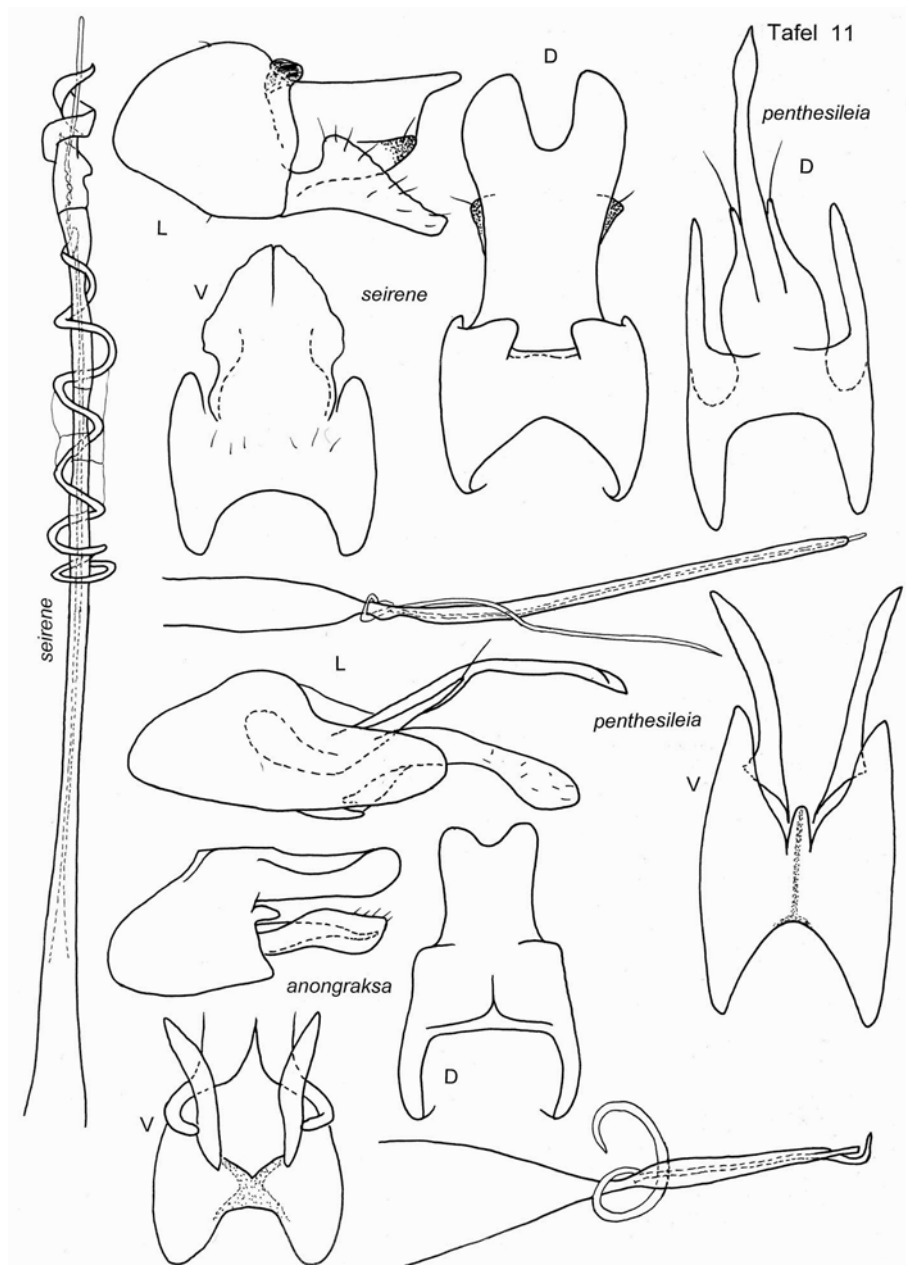 Tafel 11
D
penthesileia
D
L
V
seirene
seirene
L
penthesileia
V
anongraksa
D
V